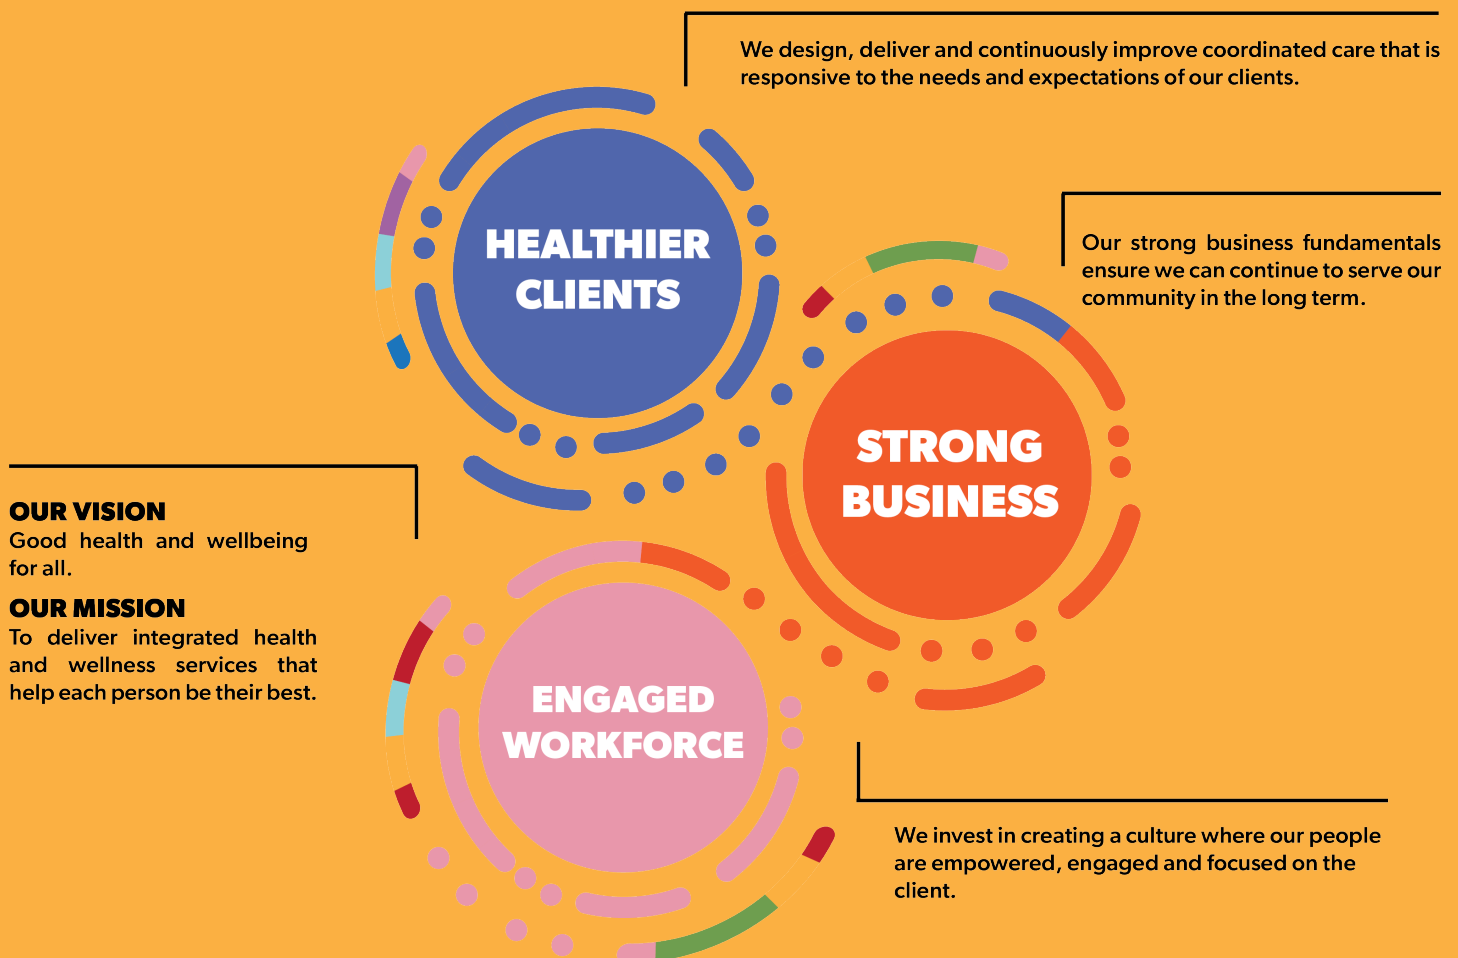 We design, deliver and continuously improve coordinated care that is
responsive to the needs and expectations of our clients.
HEALTHIER
CLIENTS
Our strong business fundamentals
ensure we can continue to serve our
community in the long term.
STRONG
BUSINESS
OUR VISION
Good health and wellbeing
for all.
OUR MISSION
To deliver integrated health
and wellness services that
help each person be their best.
ENGAGED
WORKFORCE
We invest in creating a culture where our people
are empowered, engaged and focused on the
client.